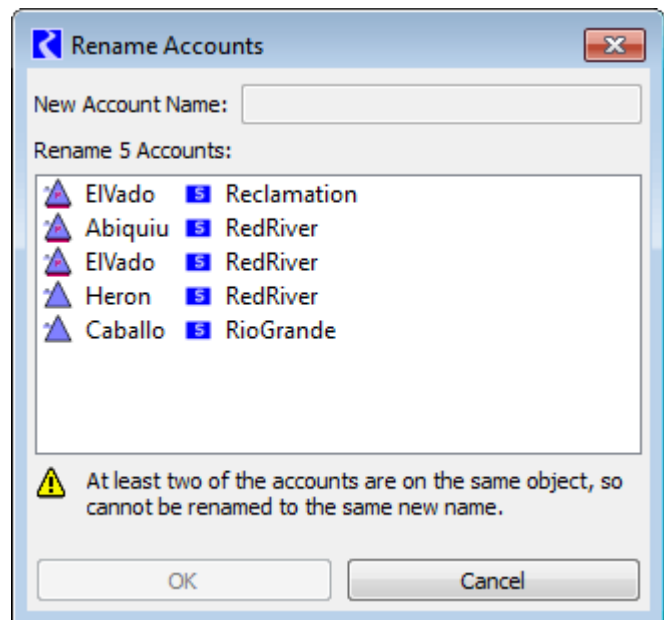 Rename Accounts
New Account Name:
Rename 5 Accounts:
ElVado S Reclamation
Abiquiu S RedRiver
ElVado S RedRiver
Heron S RedRiver
Caballo S RioGrande
At least two of the accounts are on the same object, so
cannot be renamed to the same new name.
OK Cancel